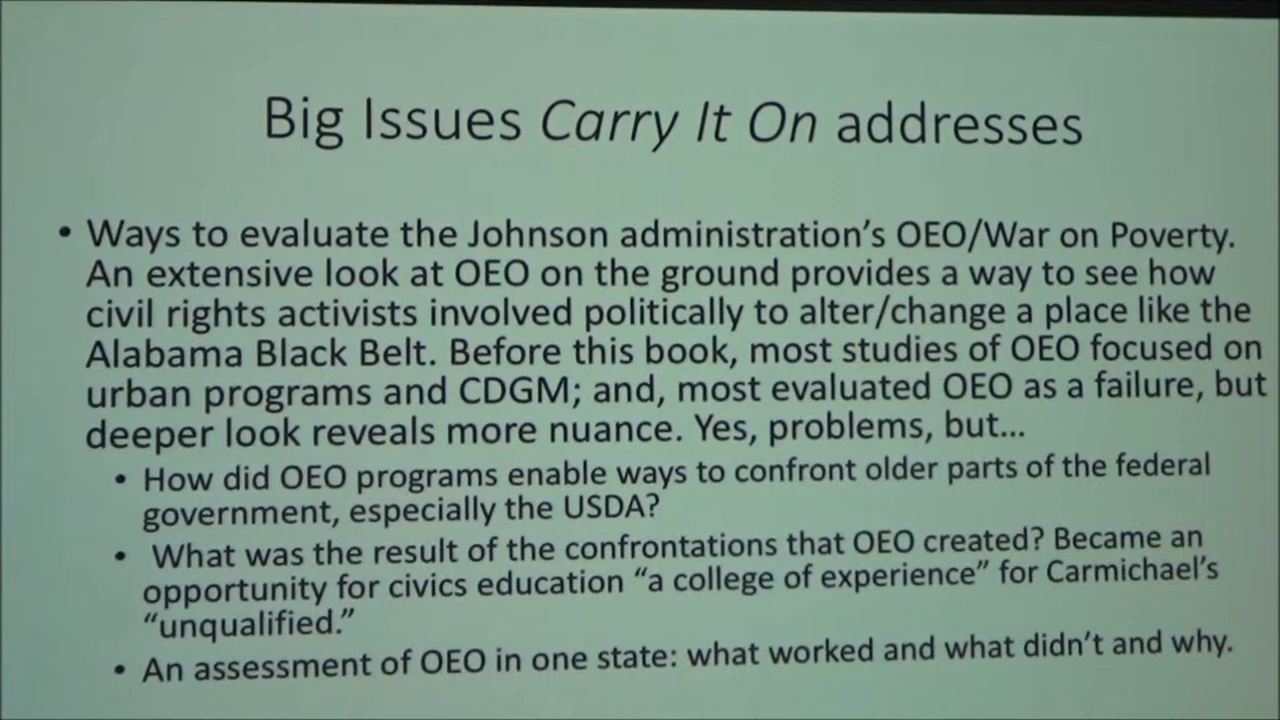 Big Issues Carry It On addresses
• Ways to evaluate the Johnson administration’s OEO/War on Poverty.
An extensive look at OEO on the ground provides a way to see how
civil rights activists involved politically to alter/change a place like the
Alabama Black Belt. Before this book, most studies of OEO focused on
urban programs and CDGM; and, most evaluated OEO as a failure, but
deeper look reveals more nuance. Yes, problems, but…
• How did OEO programs enable ways to confront older parts of the federal
government, especially the USDA?
• What was the result of the confrontations that OEO created? Became an
opportunity for civics education “a college of experience” for Carmichael’s
“unqualified.”
• An assessment of OEO in one state: what worked and what didn’t and why.